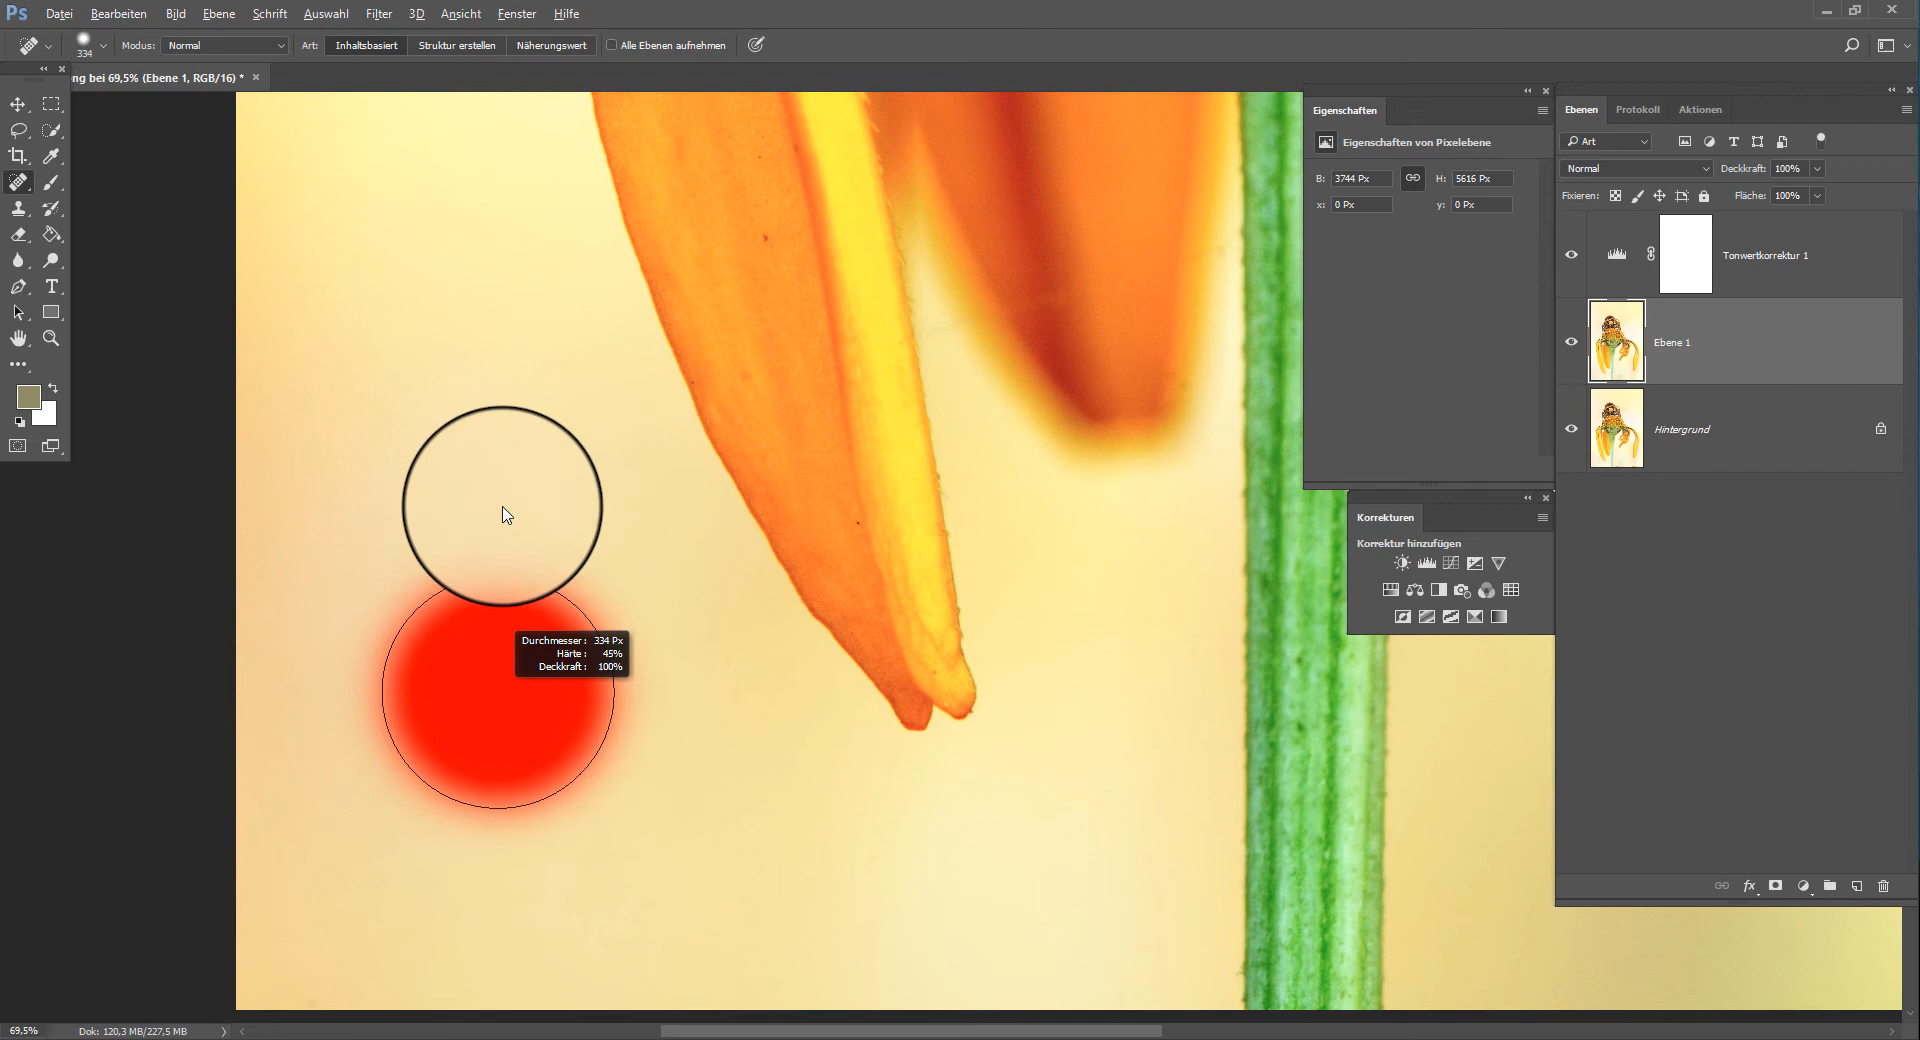 Ps Datei Bearbeiten Bild Ebene Schrift Auswahl Filter 3D Ansicht Fenster Hilfe
334 Modus: Normal Art: Inhaltsbasiert Struktur erstellen Näherungswert Alle Ebenen aufnehmen
ng bei 69,5% (Ebene 1, RGB/16) *
Eigenschaften
Eigenschaften von Pixelebene
B: 3744 Px H: 5616 Px
x: 0 Px y: 0 Px
Korrekturen
Korrektur hinzufügen
Ebenen Protokoll Aktionen
Art
Normal Deckkraft: 100%
Fixieren: Fläche: 100%
Tonwertkorrektur 1
Ebene 1
Hintergrund
fx
Durchmesser: 334 Px
Härte: 45%
Deckkraft: 100%
69,5% Dok: 120,3 MB/227,5 MB